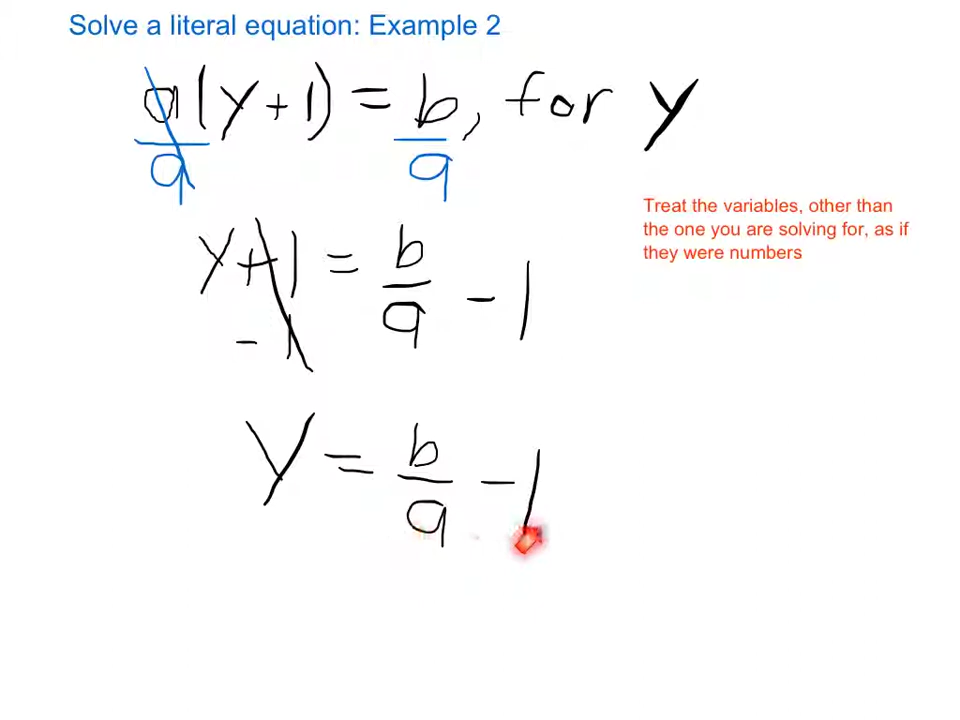 Solve a literal equation: Example 2
a(y+1) = b, for y
a a
Treat the variables, other than
the one you are solving for, as if
they were numbers
y+1 = b/a - 1
- 1
y = b/a - 1